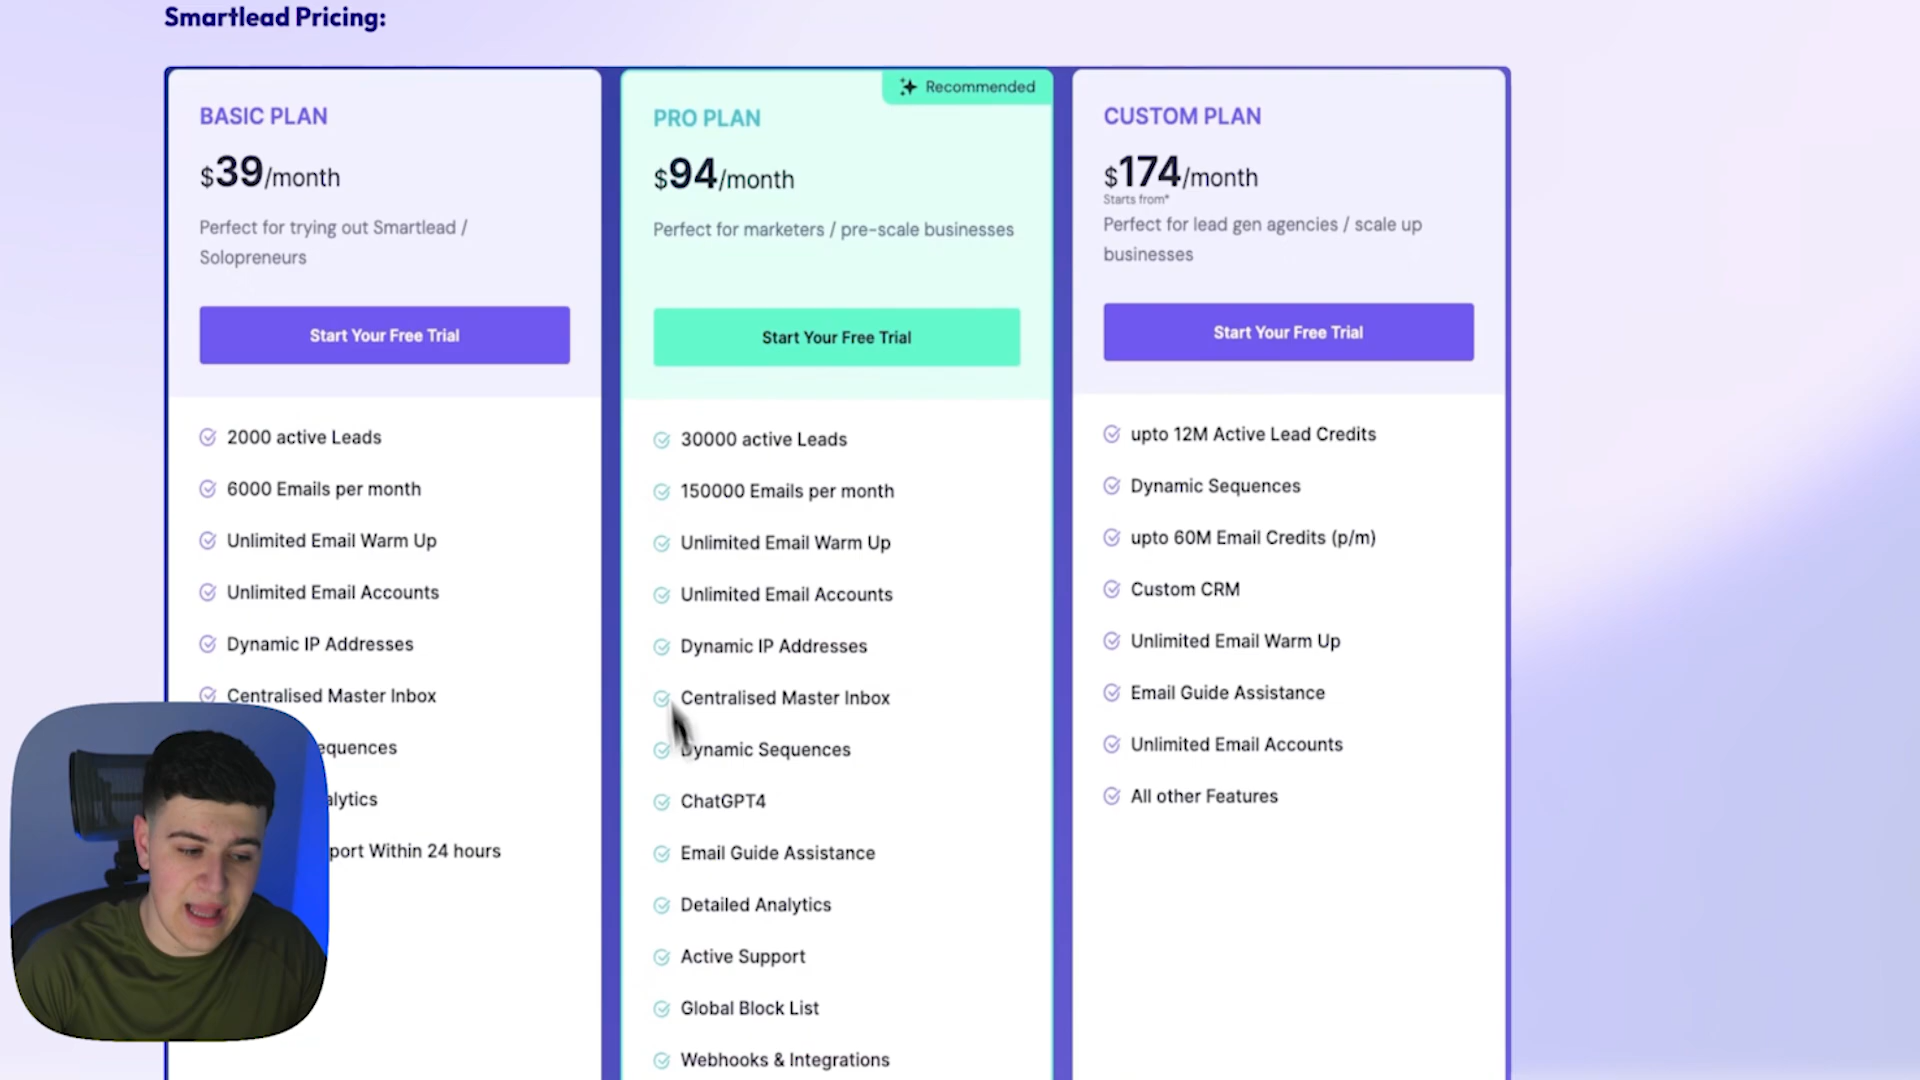 Smartlead Pricing:
BASIC PLAN
$39/month
Perfect for trying out Smartlead /
Solopreneurs
Start Your Free Trial
2000 active Leads
6000 Emails per month
Unlimited Email Warm Up
Unlimited Email Accounts
Dynamic IP Addresses
Centralised Master Inbox
equences
alytics
port Within 24 hours
Recommended
PRO PLAN
$94/month
Perfect for marketers / pre-scale businesses
Start Your Free Trial
30000 active Leads
150000 Emails per month
Unlimited Email Warm Up
Unlimited Email Accounts
Dynamic IP Addresses
Centralised Master Inbox
Dynamic Sequences
ChatGPT4
Email Guide Assistance
Detailed Analytics
Active Support
Global Block List
Webhooks & Integrations
CUSTOM PLAN
$174/month
Starts from*
Perfect for lead gen agencies / scale up
businesses
Start Your Free Trial
upto 12M Active Lead Credits
Dynamic Sequences
upto 60M Email Credits (p/m)
Custom CRM
Unlimited Email Warm Up
Email Guide Assistance
Unlimited Email Accounts
All other Features